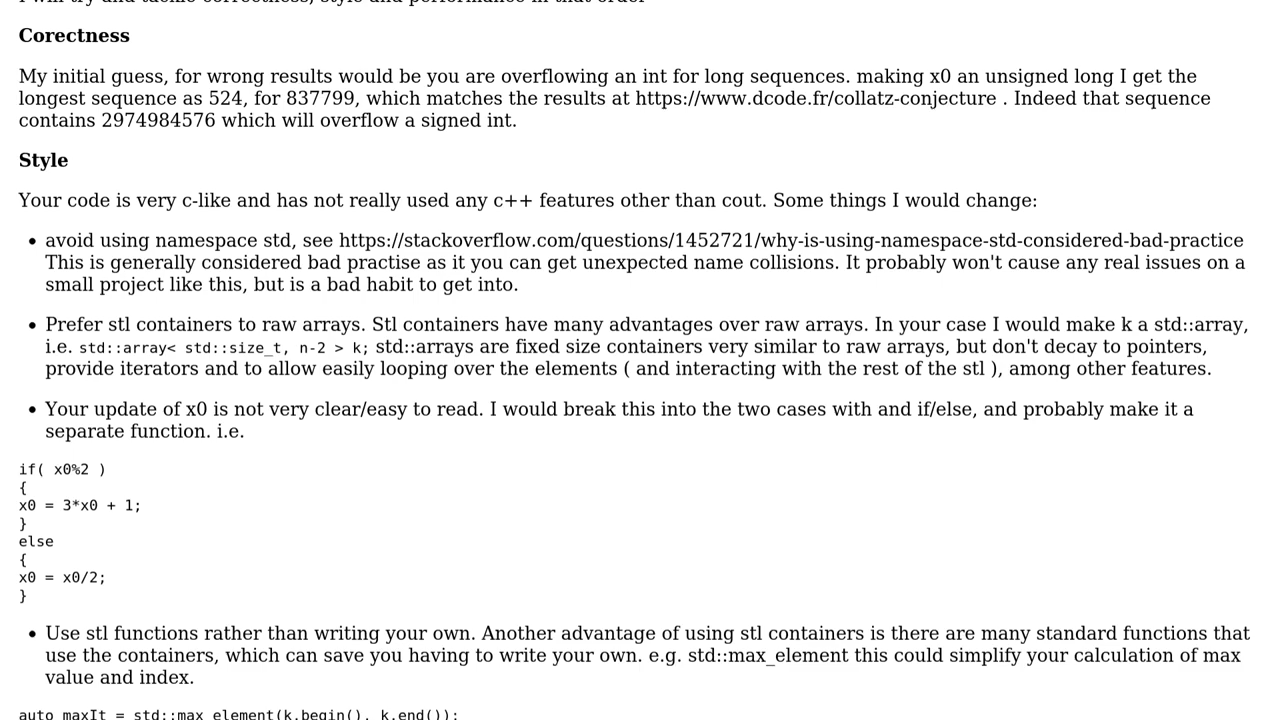 I will try and tackle correctness, style and performance in that order
Corectness
My initial guess, for wrong results would be you are overflowing an int for long sequences. making x0 an unsigned long I get the
longest sequence as 524, for 837799, which matches the results at https://www.dcode.fr/collatz-conjecture . Indeed that sequence
contains 2974984576 which will overflow a signed int.
Style
Your code is very c-like and has not really used any c++ features other than cout. Some things I would change:
• avoid using namespace std, see https://stackoverflow.com/questions/1452721/why-is-using-namespace-std-considered-bad-practice
This is generally considered bad practise as it you can get unexpected name collisions. It probably won't cause any real issues on a
small project like this, but is a bad habit to get into.
• Prefer stl containers to raw arrays. Stl containers have many advantages over raw arrays. In your case I would make k a std::array,
i.e. std::array< std::size_t, n-2 > k; std::arrays are fixed size containers very similar to raw arrays, but don't decay to pointers,
provide iterators and to allow easily looping over the elements ( and interacting with the rest of the stl ), among other features.
• Your update of x0 is not very clear/easy to read. I would break this into the two cases with and if/else, and probably make it a
separate function. i.e.
if( x0%2 )
{
x0 = 3*x0 + 1;
}
else
{
x0 = x0/2;
}
• Use stl functions rather than writing your own. Another advantage of using stl containers is there are many standard functions that
use the containers, which can save you having to write your own. e.g. std::max_element this could simplify your calculation of max
value and index.
auto maxIt = std::max_element(k.begin(), k.end());